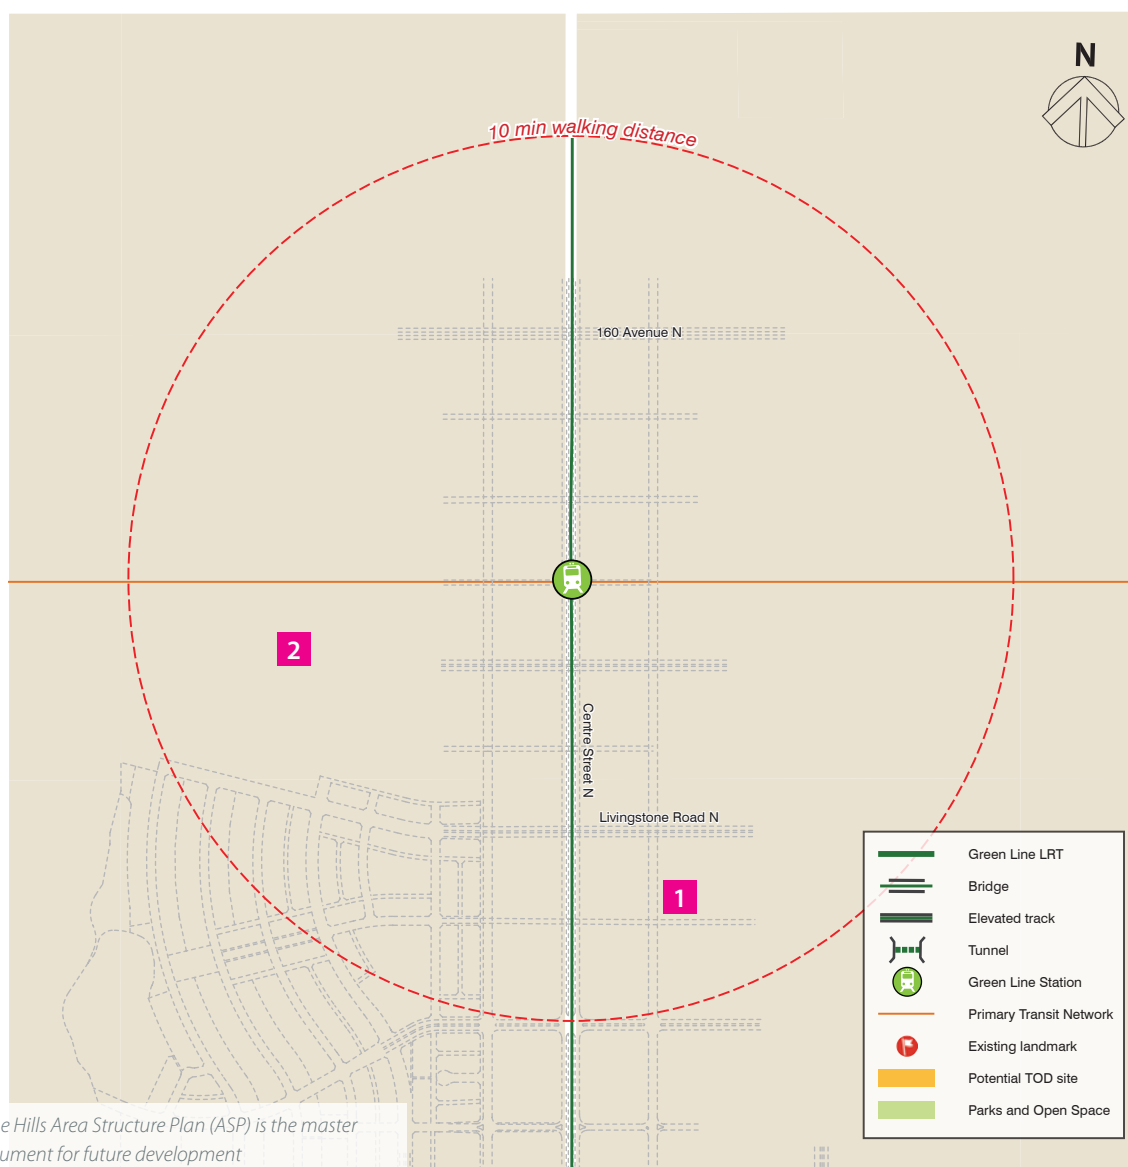 N
10 min walking distance
160 Avenue N
2
Centre Street N
Livingstone Road N
1
Green Line LRT
Bridge
Elevated track
Tunnel
Green Line Station
Primary Transit Network
Existing landmark
Potential TOD site
Parks and Open Space
e Hills Area Structure Plan (ASP) is the master
ument for future development